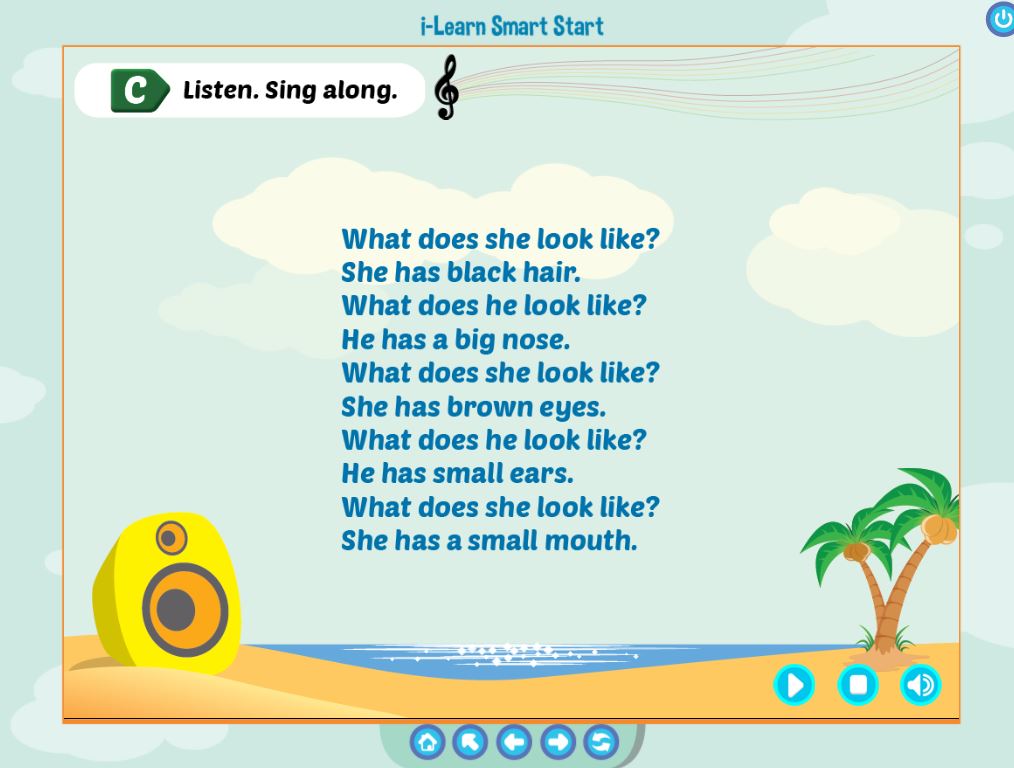 i-Learn Smart Start
C Listen. Sing along.
What does she look like?
She has black hair.
What does he look like?
He has a big nose.
What does she look like?
She has brown eyes.
What does he look like?
He has small ears.
What does she look like?
She has a small mouth.